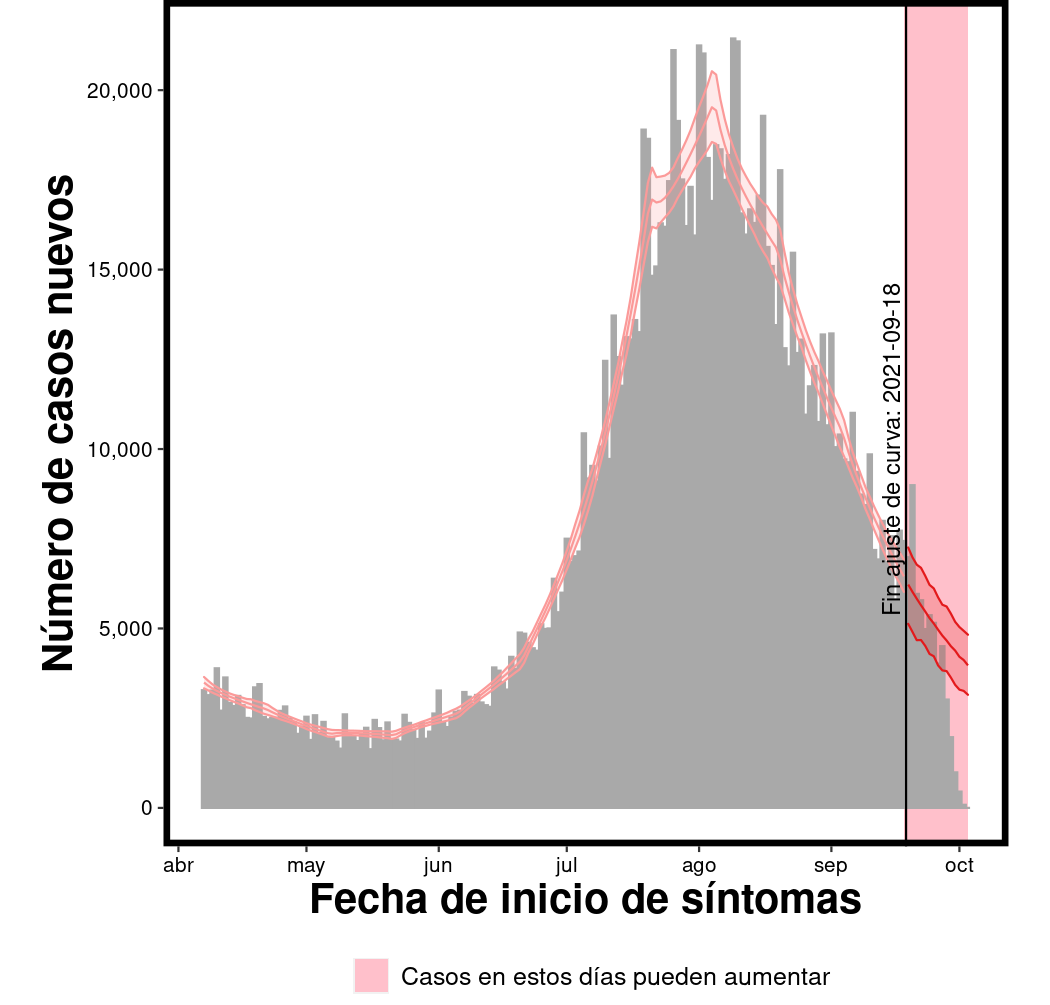 Número de casos nuevos
20,000
15,000
10,000
5,000
0
Fin ajuste de curva: 2021-09-18
abr may jun jul ago sep oct
Fecha de inicio de síntomas
Casos en estos días pueden aumentar